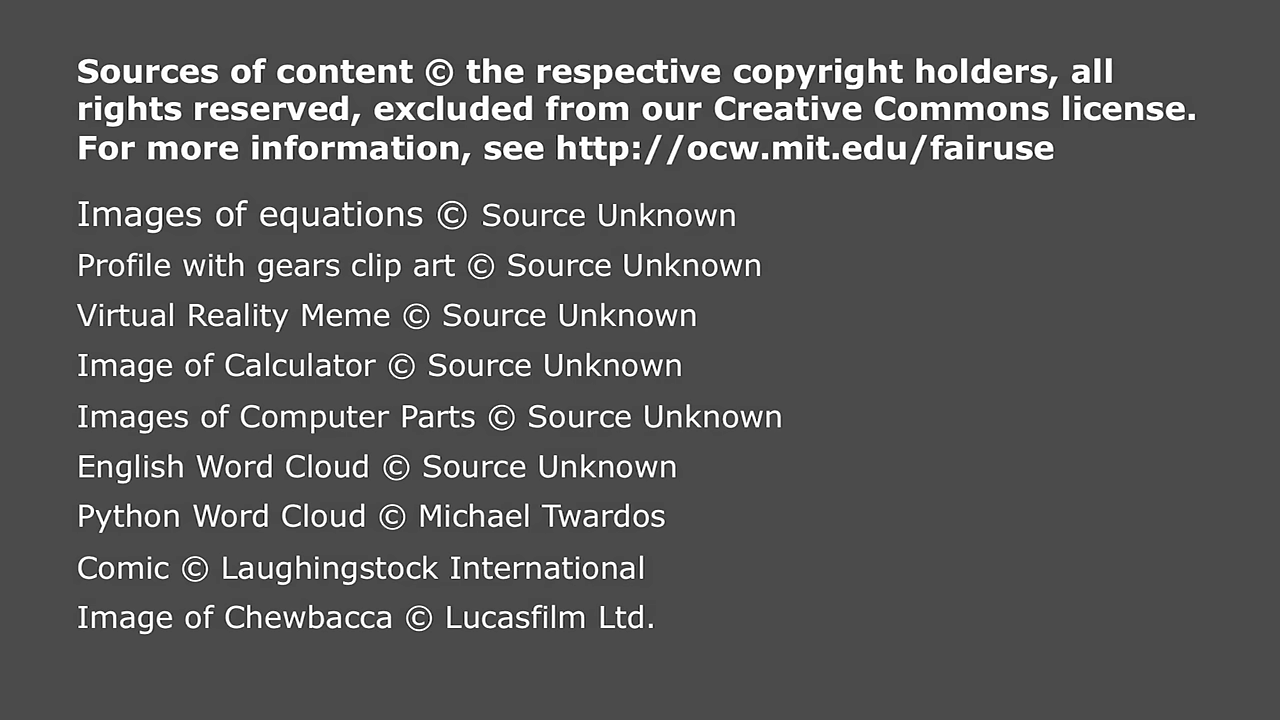 Sources of content © the respective copyright holders, all
rights reserved, excluded from our Creative Commons license.
For more information, see http://ocw.mit.edu/fairuse
Images of equations © Source Unknown
Profile with gears clip art © Source Unknown
Virtual Reality Meme © Source Unknown
Image of Calculator © Source Unknown
Images of Computer Parts © Source Unknown
English Word Cloud © Source Unknown
Python Word Cloud © Michael Twardos
Comic © Laughingstock International
Image of Chewbacca © Lucasfilm Ltd.